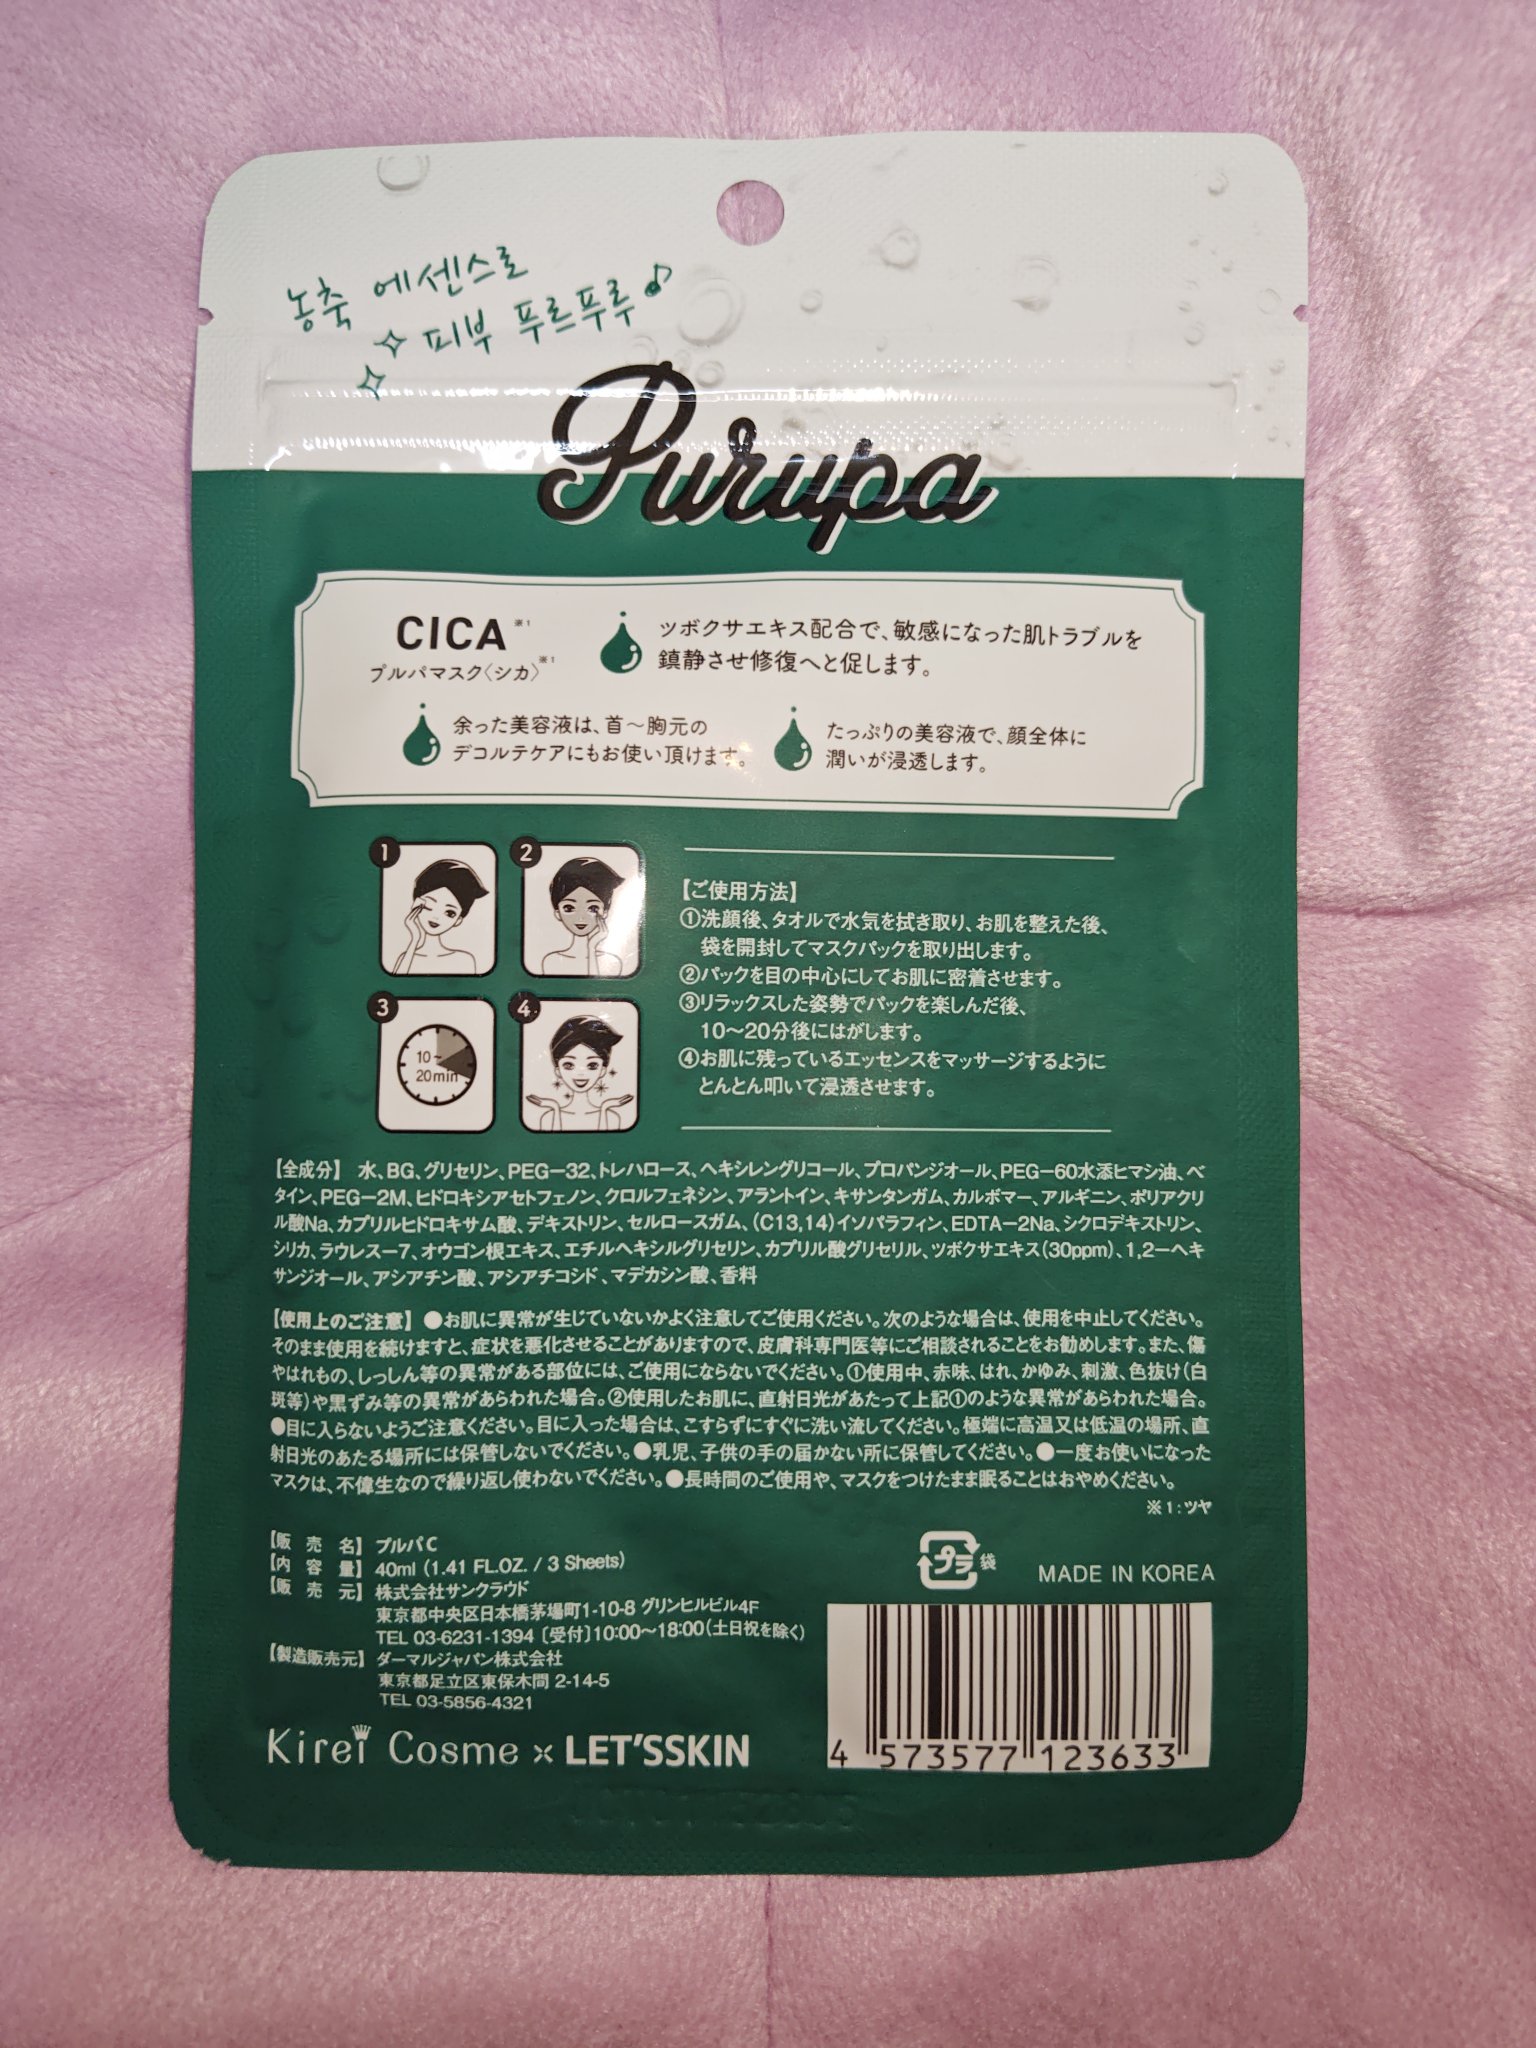 농축 에센스로
피부 푸르푸루♪
Purupa
CICA※1
プルパマスク〈シカ〉※1
ツボクサエキス配合で、敏感になった肌トラブルを
鎮静させ修復へと促します。
余った美容液は、首〜胸元の
デコルテケアにもお使い頂けます。
たっぷりの美容液で、顔全体に
潤いが浸透します。
1
2
3
10~
20min
4
【ご使用方法】
①洗顔後、タオルで水気を拭き取り、お肌を整えた後、
袋を開封してマスクパックを取り出します。
②パックを目の中心にしてお肌に密着させます。
③リラックスした姿勢でパックを楽しんだ後、
10〜20分後にはがします。
④お肌に残っているエッセンスをマッサージするように
とんとん叩いて浸透させます。
【全成分】 水、BG、グリセリン、PEG−32、トレハロース、ヘキシレングリコール、プロパンジオール、PEG−60水添ヒマシ油、ベ
タイン、PEG−2M、ヒドロキシアセトフェノン、クロルフェネシン、アラントイン、キサンタンガム、カルボマー、アルギニン、ポリアクリ
ル酸Na、カプリルヒドロキサム酸、デキストリン、セルロースガム、(C13,14)イソパラフィン、EDTA−2Na、シクロデキストリン、
シリカ、ラウレス−7、オウゴン根エキス、エチルヘキシルグリセリン、カプリル酸グリセリル、ツボクサエキス(30ppm)、1,2−ヘキ
サンジオール、アシアチン酸、アシアチコシド、マデカシン酸、香料
【使用上のご注意】●お肌に異常が生じていないかよく注意してご使用ください。次のような場合は、使用を中止してください。
そのまま使用を続けますと、症状を悪化させることがありますので、皮膚科専門医等にご相談されることをお勧めします。また、傷
やはれもの、しっしん等の異常がある部位には、ご使用にならないでください。①使用中、赤味、はれ、かゆみ、刺激、色抜け(白
斑等)や黒ずみ等の異常があらわれた場合。②使用したお肌に、直射日光があたって上記①のような異常があらわれた場合。
●目に入らないようご注意ください。目に入った場合は、こすらずにすぐに洗い流してください。極端に高温又は低温の場所、直
射日光のあたる場所には保管しないでください。●乳児、子供の手の届かない所に保管してください。●一度お使いになった
マスクは、不偉生なので繰り返し使わないでください。●長時間のご使用や、マスクをつけたまま眠ることはおやめください。
※1:ツヤ
【販売名】 プルパC
【内容量】 40ml (1.41 FL.OZ. / 3 Sheets)
【販売元】 株式会社サンクラウド
東京都中央区日本橋茅場町1-10-8 グリンヒルビル4F
TEL 03-6231-1394 〔受付〕10:00〜18:00(土日祝を除く)
【製造販売元】 ダーマルジャパン株式会社
東京都足立区東保木間 2-14-5
TEL 03-5856-4321
Kirei Cosme × LET'SSKIN
プラ 袋
MADE IN KOREA
4 573577 123633